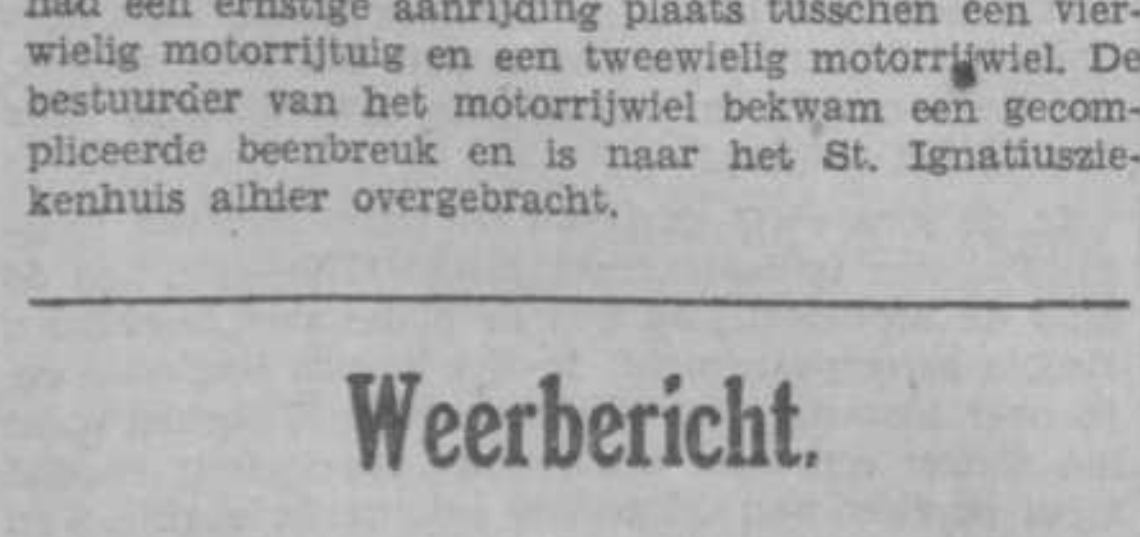 had een ernstige aanrijding plaats tusschen een vier-
wielig motorrijtuig en een tweewielig motorrijwiel. De
bestuurder van het motorrijwiel bekwam een gecom-
pliceerde beenbreuk en is naar het St. Ignatiuszie-
kenhuis alhier overgebracht.
Weerbericht.